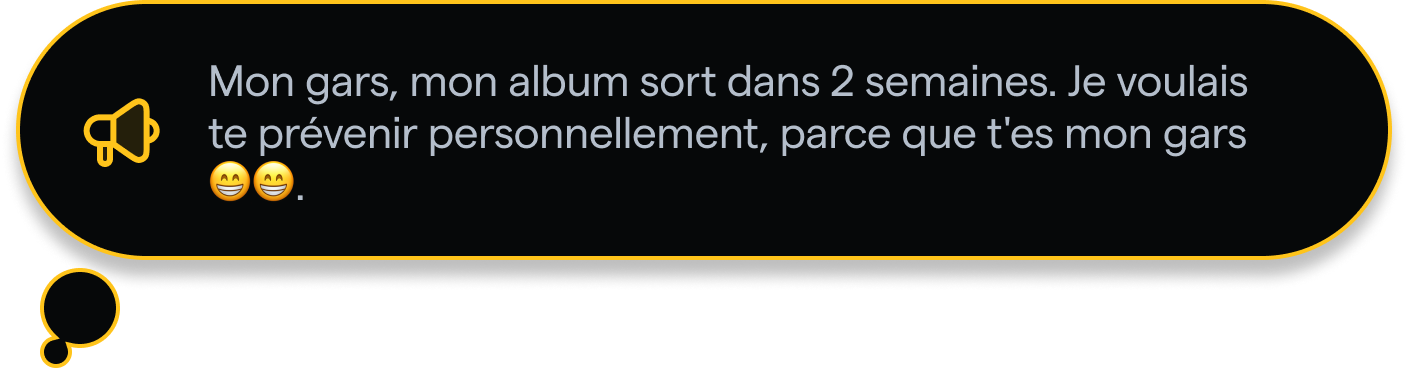 Mon gars, mon album sort dans 2 semaines. Je voulais
te prévenir personnellement, parce que t'es mon gars
😁😁.